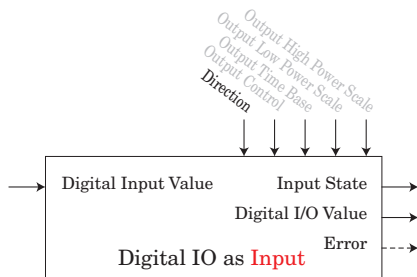 Output High Power Scale
Output Low Power Scale
Output Time Base
Output Control
Direction
Digital Input Value
Input State
Digital I/O Value
Error
Digital IO as Input